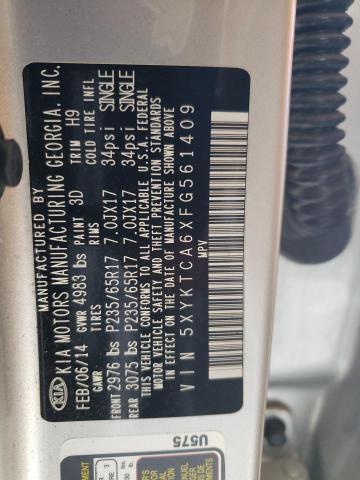 MANUFACTURED BY
KIA KIA MOTORS MANUFACTURING GEORGIA, INC.
FEB/06/14 GVWR 4983 lbs PAINT 3D TRIM H9
GAWR TIRES RAMS COLD TIRE INFL
FRONT 2976 lbs P235/65R17 7.0JX17 34psi SINGLE
REAR 3075 lbs P235/65R17 7.0JX17 34psi SINGLE
THIS VEHICLE CONFORMS TO ALL APPLICABLE U.S.A. FEDERAL
MOTOR VEHICLE SAFETY AND THEFT PREVENTION STANDARDS
IN EFFECT ON THE DATE OF MANUFACTURE SHOWN ABOVE
VIN 5XYKTCA6XFG561409
MPV
U575